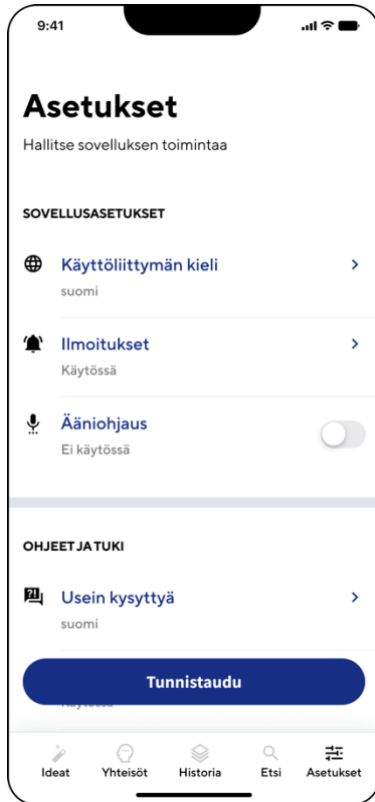 9:41
Asetukset
Hallitse sovelluksen toimintaa
SOVELLUSASETUKSET
Käyttöliittymän kieli
suomi
Ilmoitukset
Käytössä
Ääniohjaus
Ei käytössä
OHJEET JA TUKI
Usein kysyttyä
suomi
Tunnistaudu
Ideat
Yhteisöt
Historia
Etsi
Asetukset